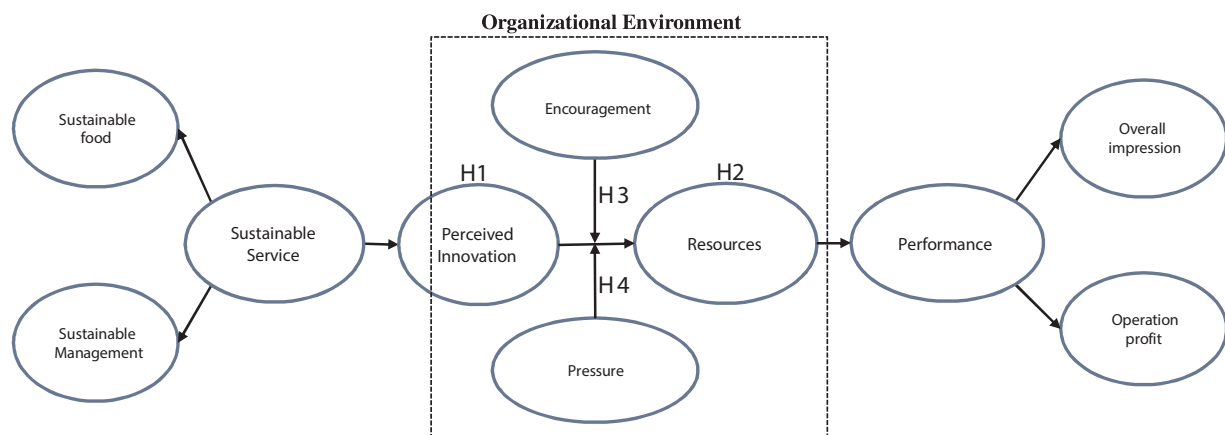 Organizational Environment
Sustainable
food
Encouragement
Overall
impression
H1
H2
H3
Sustainable
Service
Perceived
Innovation
Resources
Performance
H4
Sustainable
Management
Pressure
Operation
profit